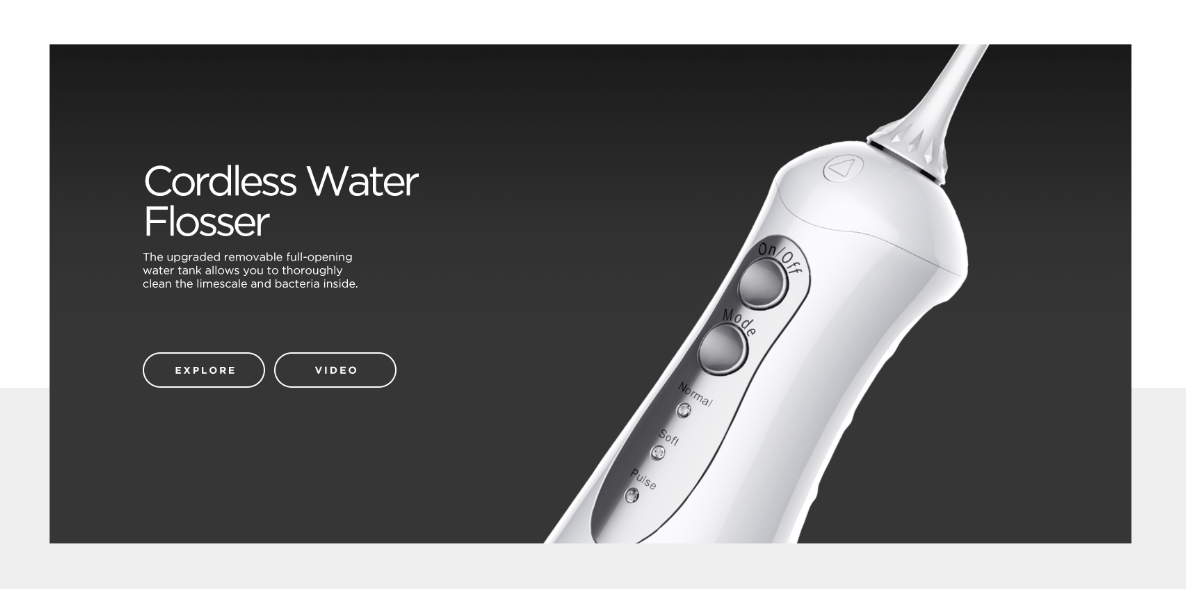 Cordless Water
Flosser
The upgraded removable full-opening
water tank allows you to thoroughly
clean the limescale and bacteria inside.
EXPLORE
VIDEO
On/Off
Mode
Normal
Soft
Pulse